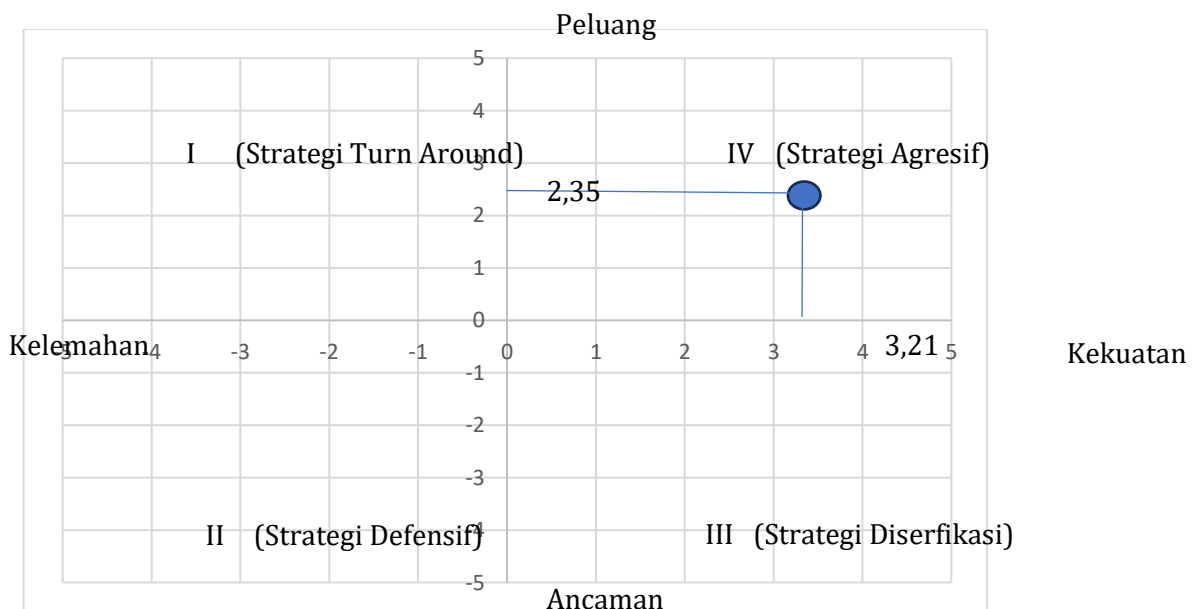 Peluang
5
4
I (Strategi Turn Around)
3
IV (Strategi Agresif)
2,35
2
1
0
Kelemahan
-5 -4 -3 -2 -1 0 1 2 3 4 5
3,21
Kekuatan
-1
-2
-3
II (Strategi Defensif)
-4
III (Strategi Diserfikasi)
-5
Ancaman